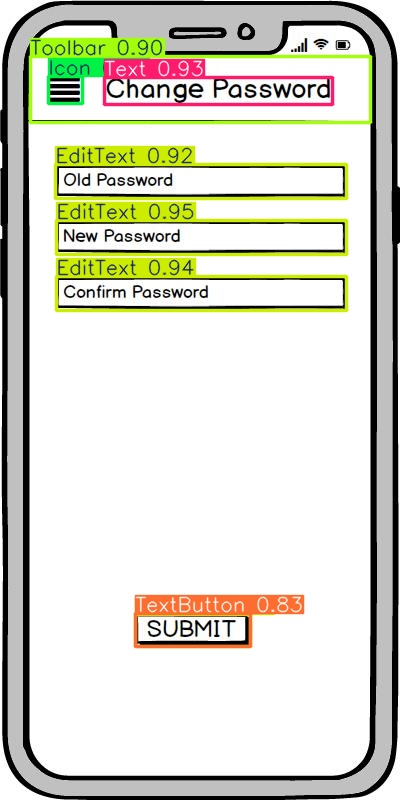 Toolbar 0.90
Icon
Text 0.93
Change Password
EditText 0.92
Old Password
EditText 0.95
New Password
EditText 0.94
Confirm Password
TextButton 0.83
SUBMIT